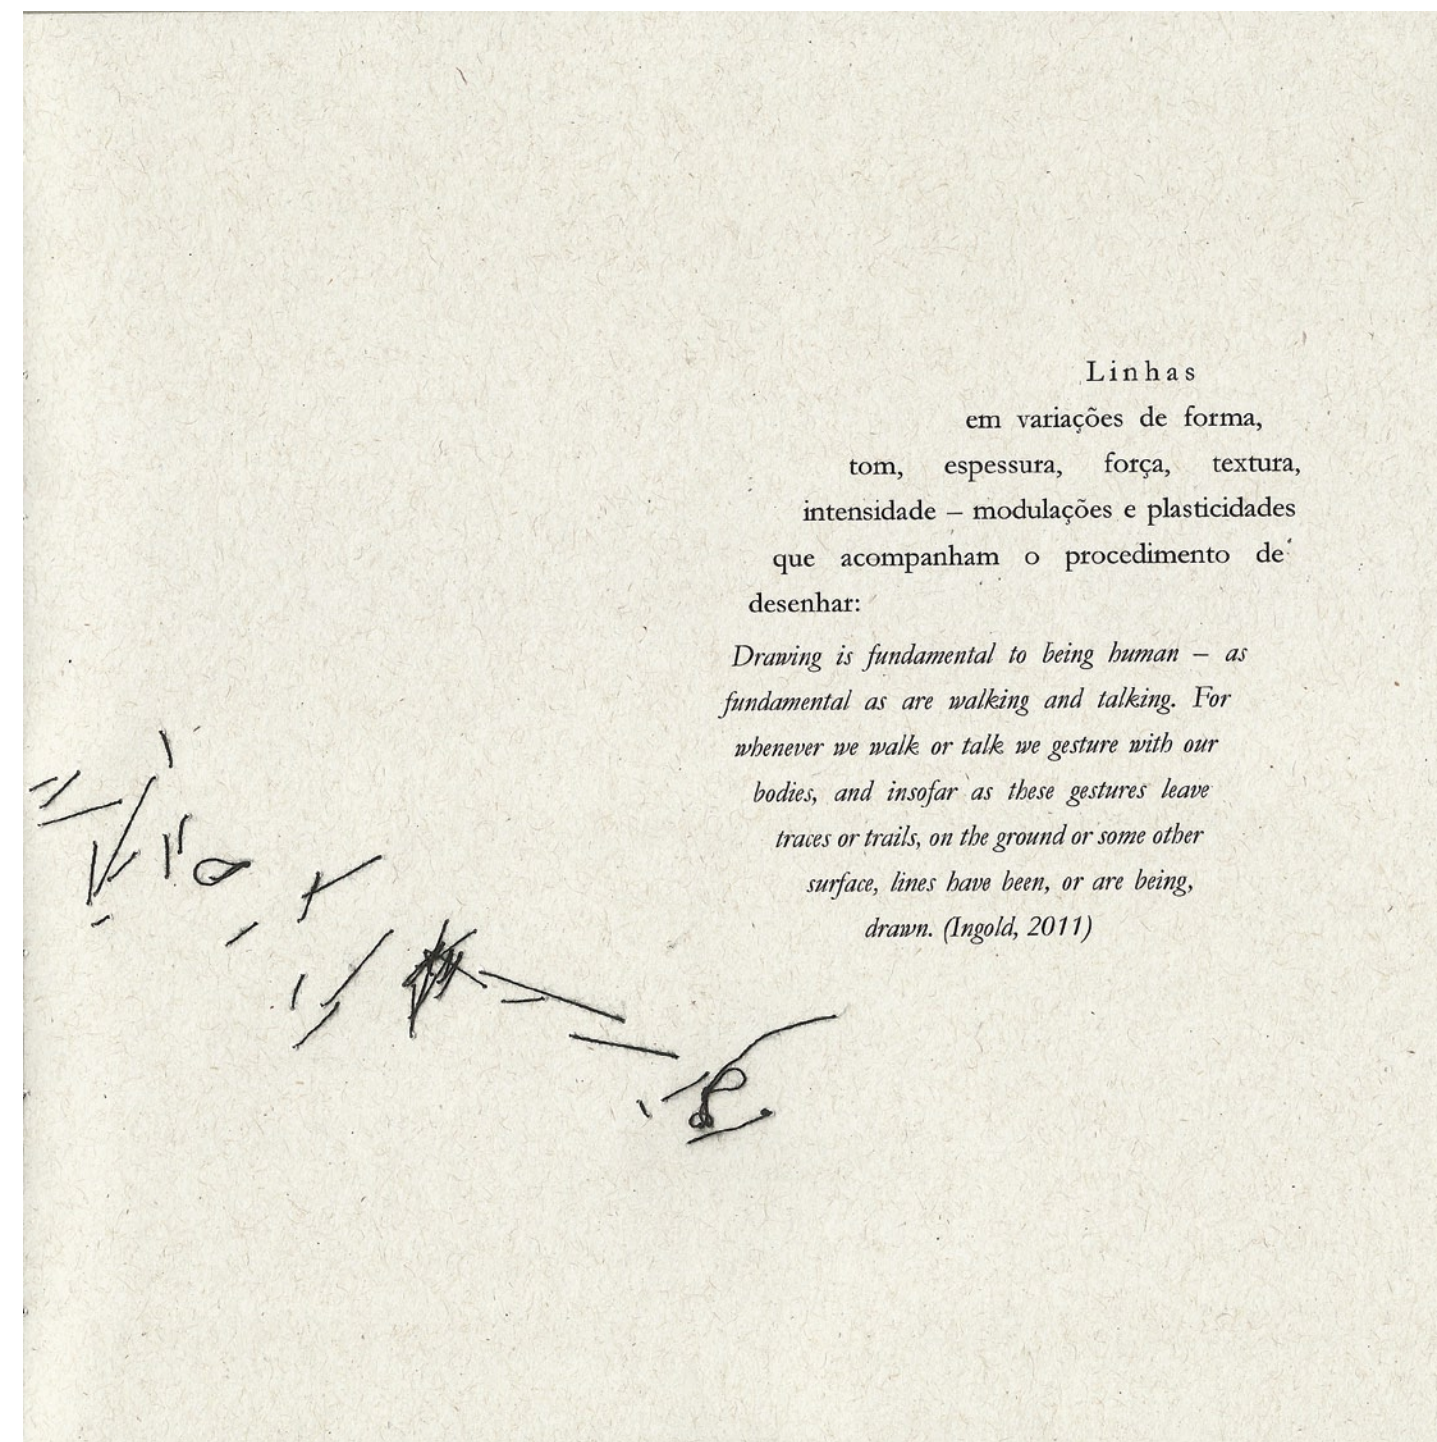 Linhas
em variações de forma,
tom, espessura, força, textura,
intensidade – modulações e plasticidades
que acompanham o procedimento de
desenhar:
Drawing is fundamental to being human – as
fundamental as are walking and talking. For
whenever we walk or talk we gesture with our
bodies, and insofar as these gestures leave
traces or trails, on the ground or some other
surface, lines have been, or are being,
drawn. (Ingold, 2011)